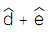 d̂ + ê